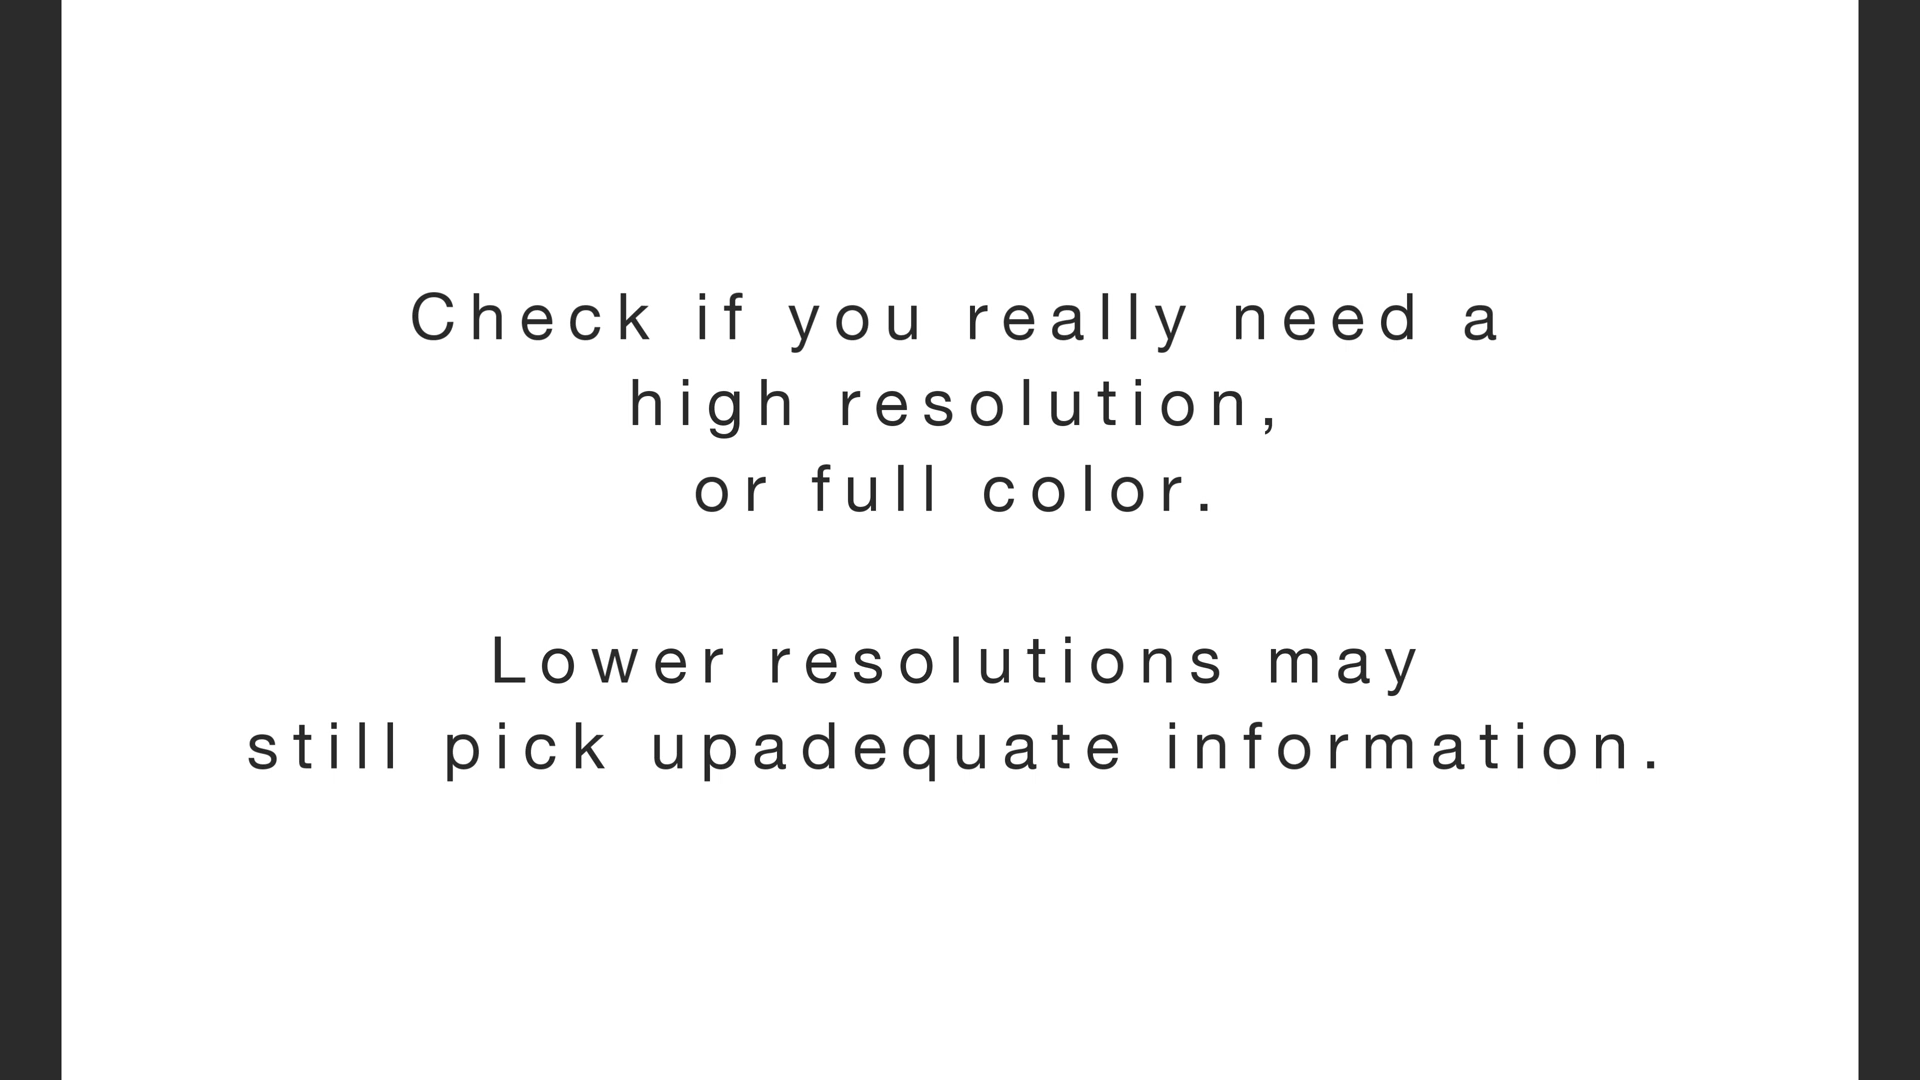 Check if you really need a
high resolution,
or full color.
Lower resolutions may
still pick upadequate information.